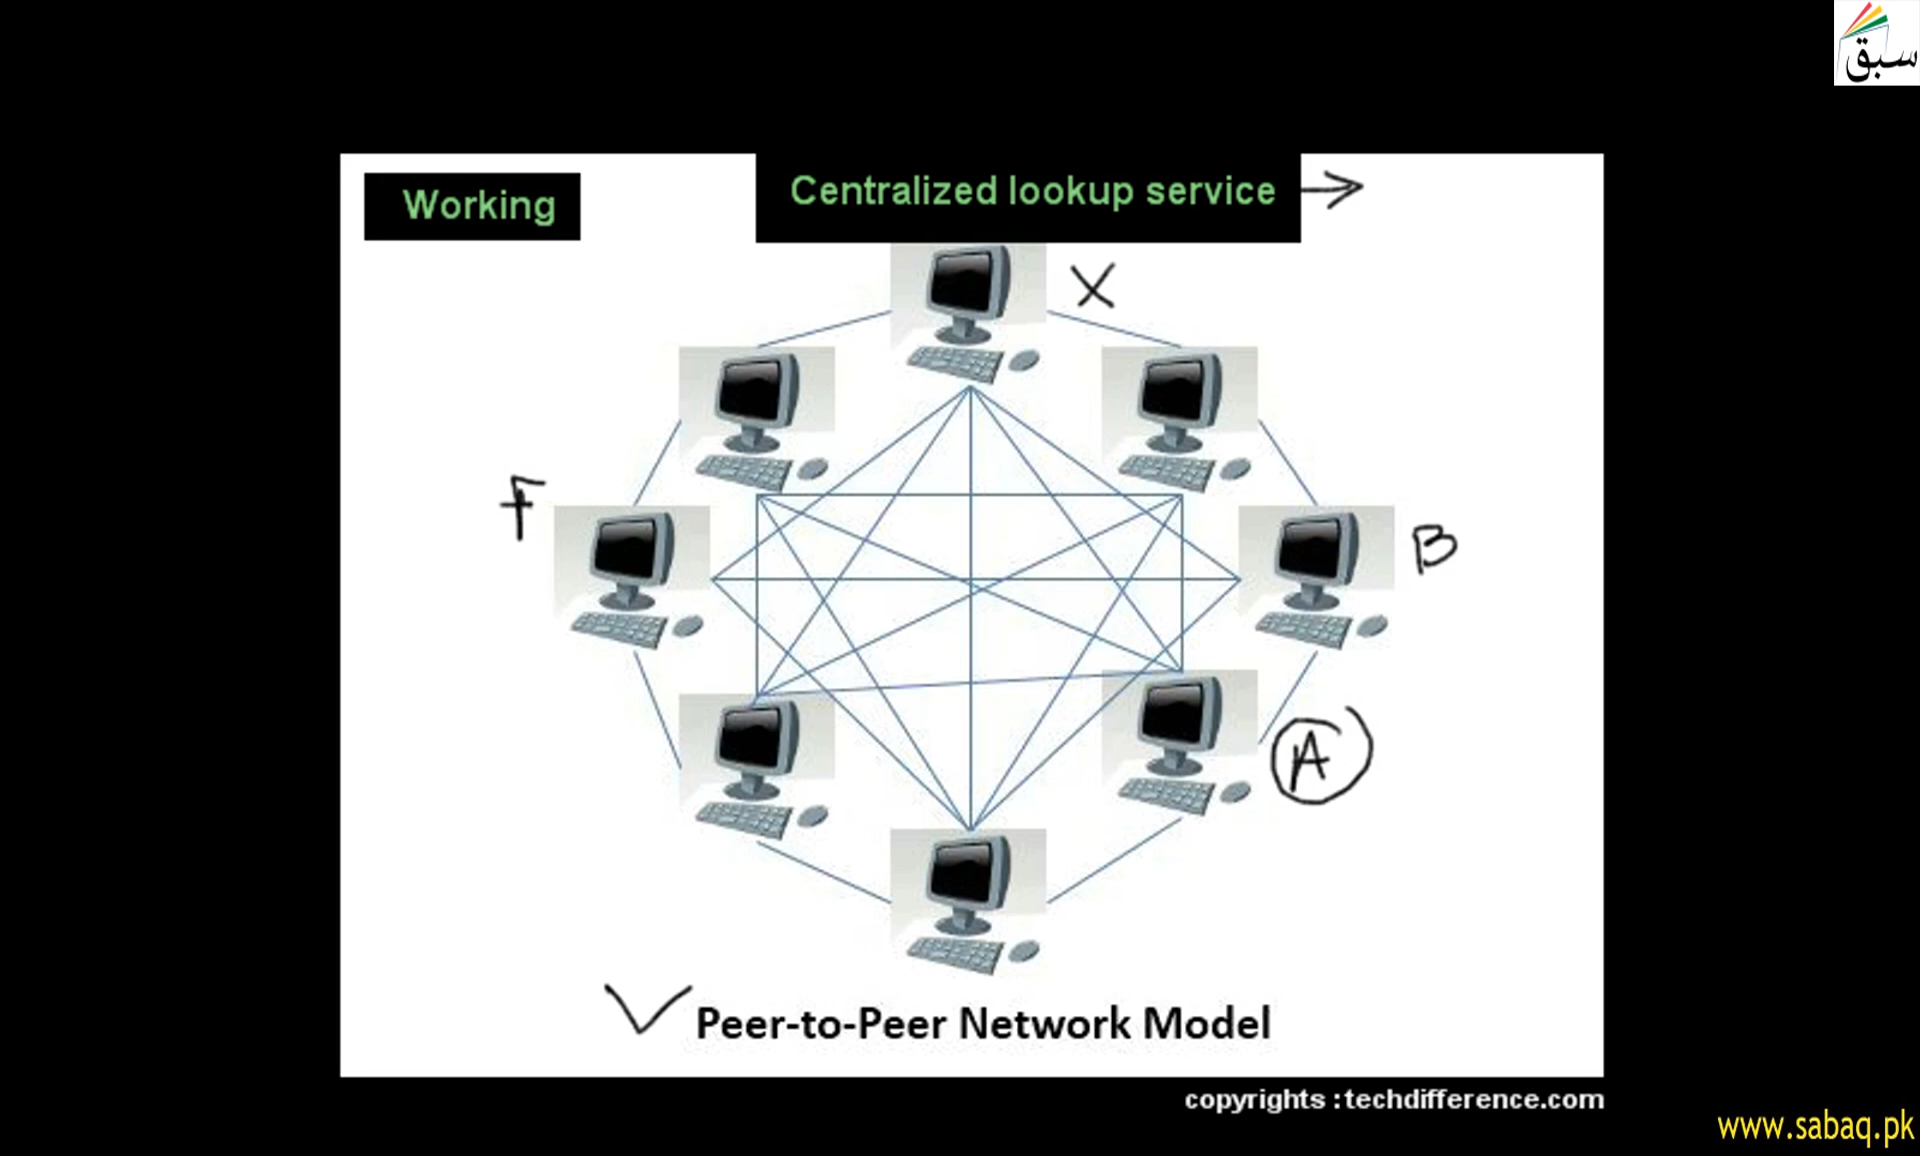 سبق
Working
Centralized lookup service
X
F
B
A
Peer-to-Peer Network Model
copyrights : techdifference.com
www.sabaq.pk